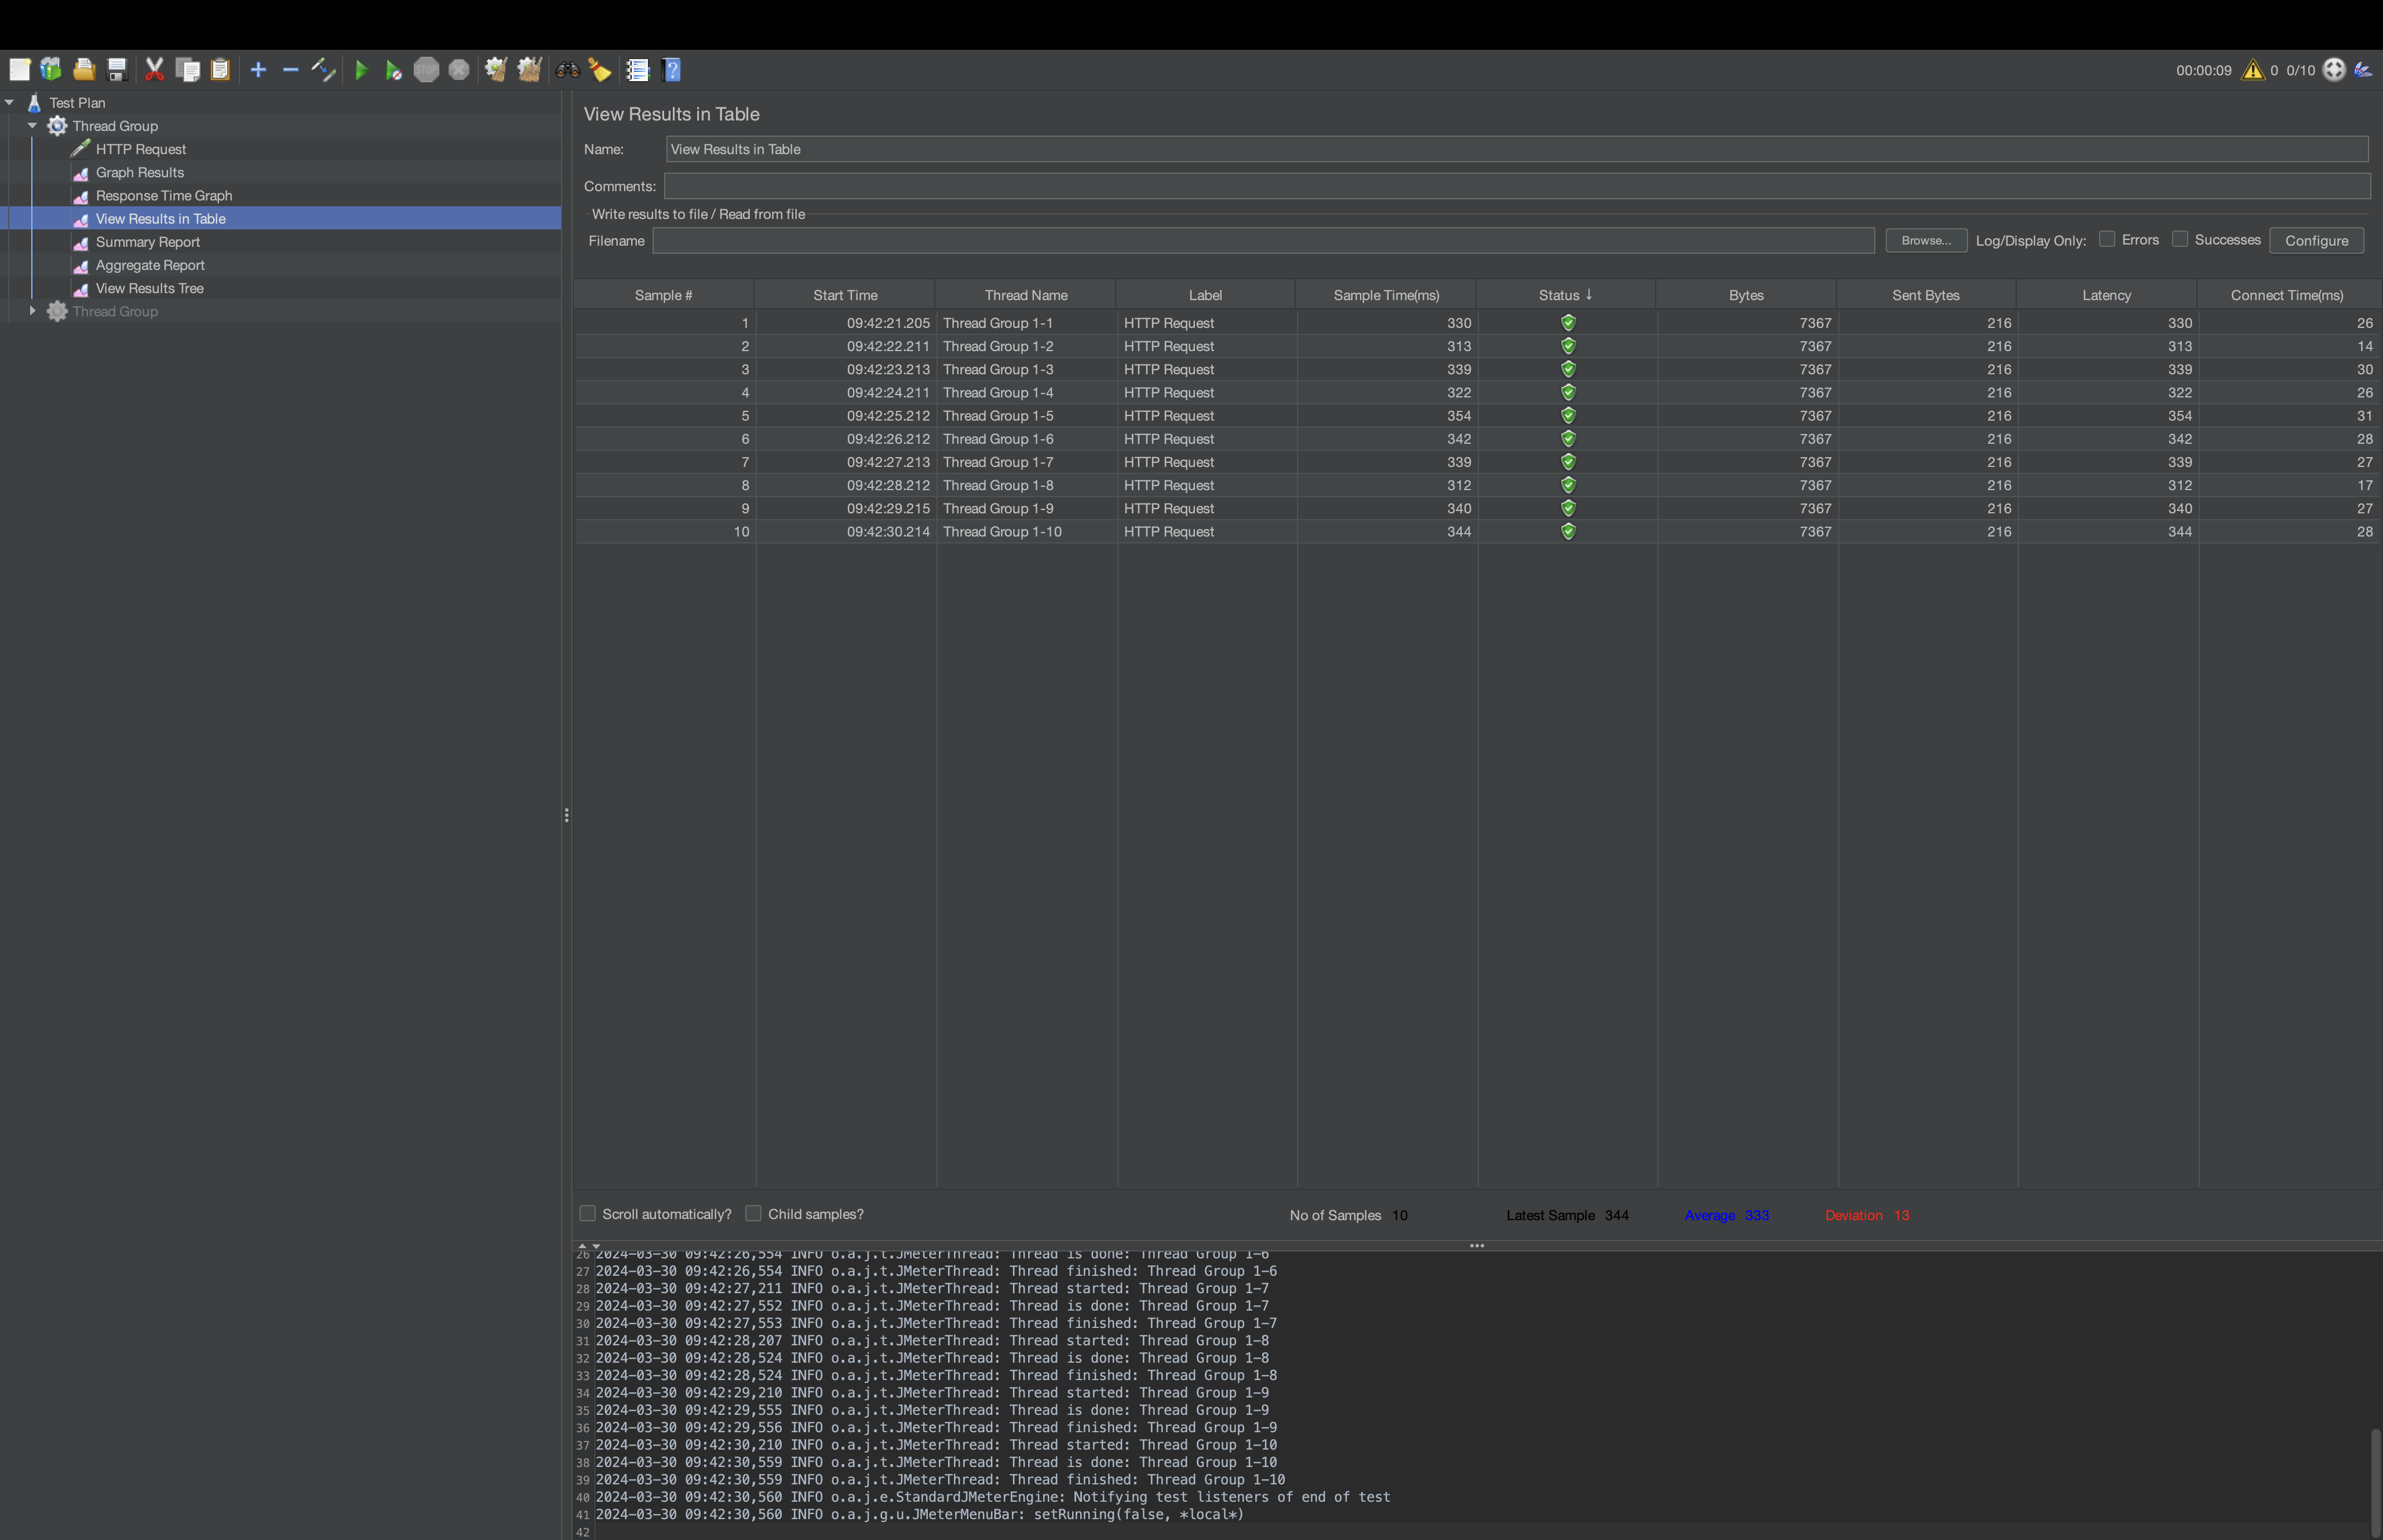 STOP
00:00:09 0 0/10
Test Plan
Thread Group
HTTP Request
Graph Results
Response Time Graph
View Results in Table
Summary Report
Aggregate Report
View Results Tree
Thread Group
View Results in Table
Name: View Results in Table
Comments:
Write results to file / Read from file
Filename Browse... Log/Display Only: Errors Successes Configure
Sample # Start Time Thread Name Label Sample Time(ms) Status ↓ Bytes Sent Bytes Latency Connect Time(ms)
1 09:42:21.205 Thread Group 1-1 HTTP Request 330 7367 216 330 26
2 09:42:22.211 Thread Group 1-2 HTTP Request 313 7367 216 313 14
3 09:42:23.213 Thread Group 1-3 HTTP Request 339 7367 216 339 30
4 09:42:24.211 Thread Group 1-4 HTTP Request 322 7367 216 322 26
5 09:42:25.212 Thread Group 1-5 HTTP Request 354 7367 216 354 31
6 09:42:26.212 Thread Group 1-6 HTTP Request 342 7367 216 342 28
7 09:42:27.213 Thread Group 1-7 HTTP Request 339 7367 216 339 27
8 09:42:28.212 Thread Group 1-8 HTTP Request 312 7367 216 312 17
9 09:42:29.215 Thread Group 1-9 HTTP Request 340 7367 216 340 27
10 09:42:30.214 Thread Group 1-10 HTTP Request 344 7367 216 344 28
Scroll automatically? Child samples? No of Samples 10 Latest Sample 344 Average 333 Deviation 13
26 2024-03-30 09:42:26,554 INFO o.a.j.t.JMeterThread: Thread is done: Thread Group 1-6
27 2024-03-30 09:42:26,554 INFO o.a.j.t.JMeterThread: Thread finished: Thread Group 1-6
28 2024-03-30 09:42:27,211 INFO o.a.j.t.JMeterThread: Thread started: Thread Group 1-7
29 2024-03-30 09:42:27,552 INFO o.a.j.t.JMeterThread: Thread is done: Thread Group 1-7
30 2024-03-30 09:42:27,553 INFO o.a.j.t.JMeterThread: Thread finished: Thread Group 1-7
31 2024-03-30 09:42:28,207 INFO o.a.j.t.JMeterThread: Thread started: Thread Group 1-8
32 2024-03-30 09:42:28,524 INFO o.a.j.t.JMeterThread: Thread is done: Thread Group 1-8
33 2024-03-30 09:42:28,524 INFO o.a.j.t.JMeterThread: Thread finished: Thread Group 1-8
34 2024-03-30 09:42:29,210 INFO o.a.j.t.JMeterThread: Thread started: Thread Group 1-9
35 2024-03-30 09:42:29,555 INFO o.a.j.t.JMeterThread: Thread is done: Thread Group 1-9
36 2024-03-30 09:42:29,556 INFO o.a.j.t.JMeterThread: Thread finished: Thread Group 1-9
37 2024-03-30 09:42:30,210 INFO o.a.j.t.JMeterThread: Thread started: Thread Group 1-10
38 2024-03-30 09:42:30,559 INFO o.a.j.t.JMeterThread: Thread is done: Thread Group 1-10
39 2024-03-30 09:42:30,559 INFO o.a.j.t.JMeterThread: Thread finished: Thread Group 1-10
40 2024-03-30 09:42:30,560 INFO o.a.j.e.StandardJMeterEngine: Notifying test listeners of end of test
41 2024-03-30 09:42:30,560 INFO o.a.j.g.u.JMeterMenuBar: setRunning(false, *local*)
42